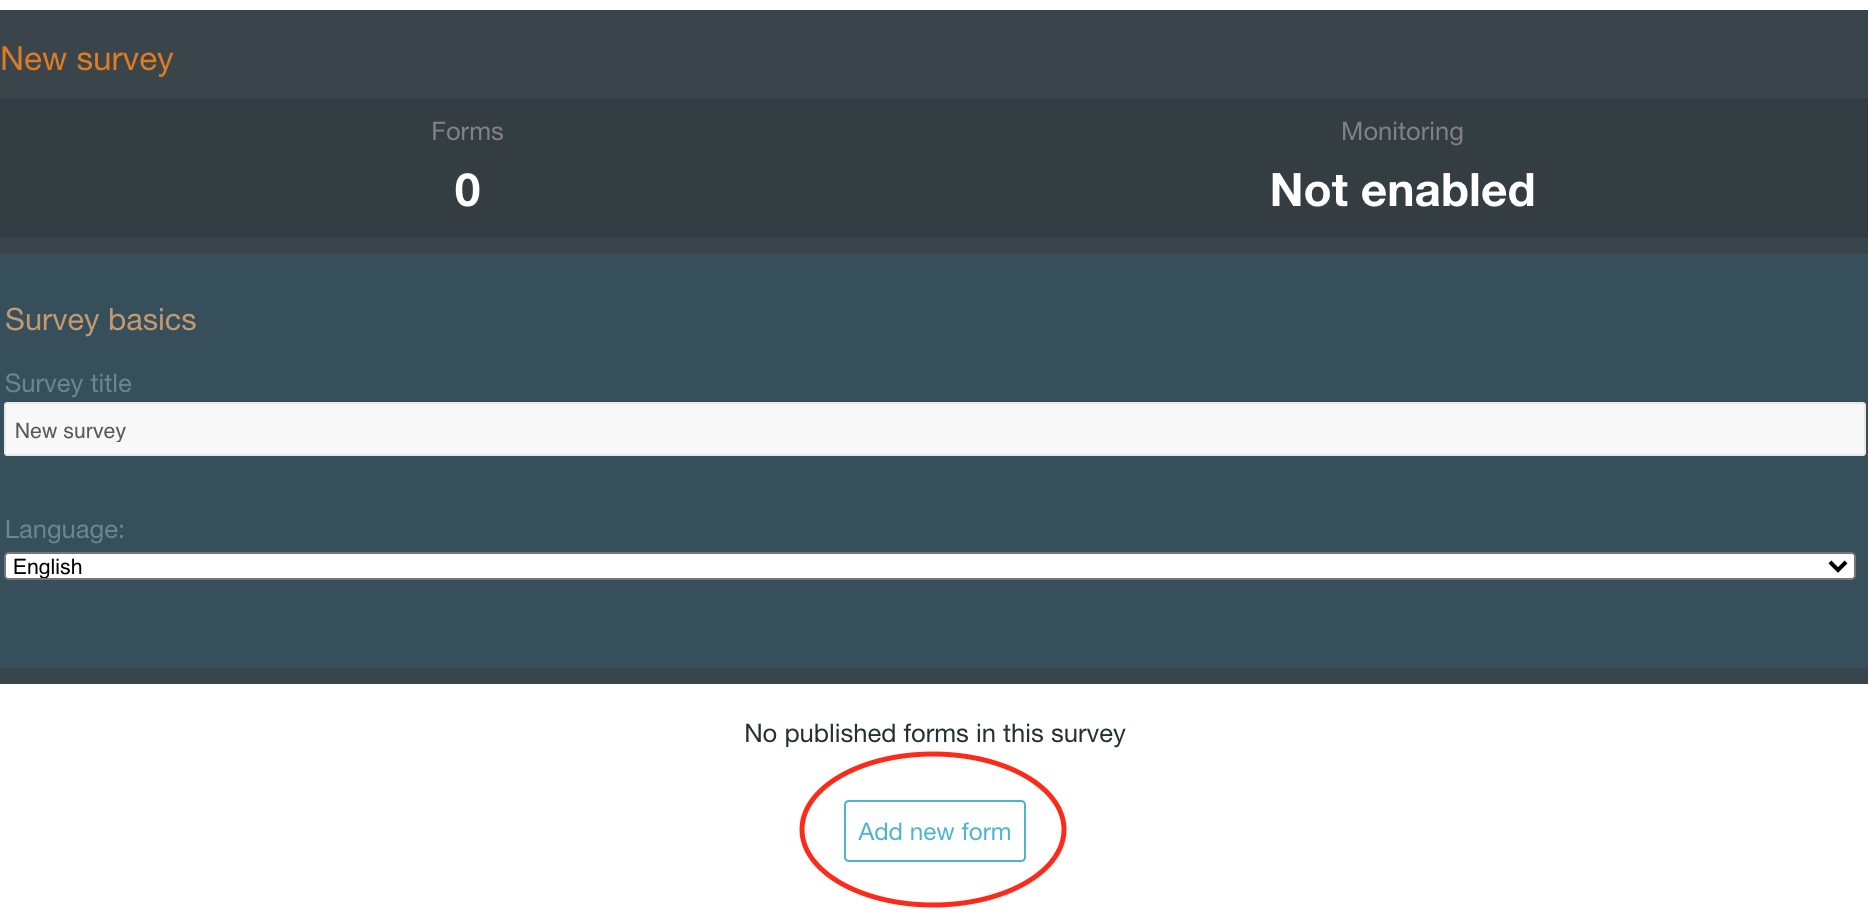 New survey
Forms
0
Monitoring
Not enabled
Survey basics
Survey title
New survey
Language:
English
No published forms in this survey
Add new form